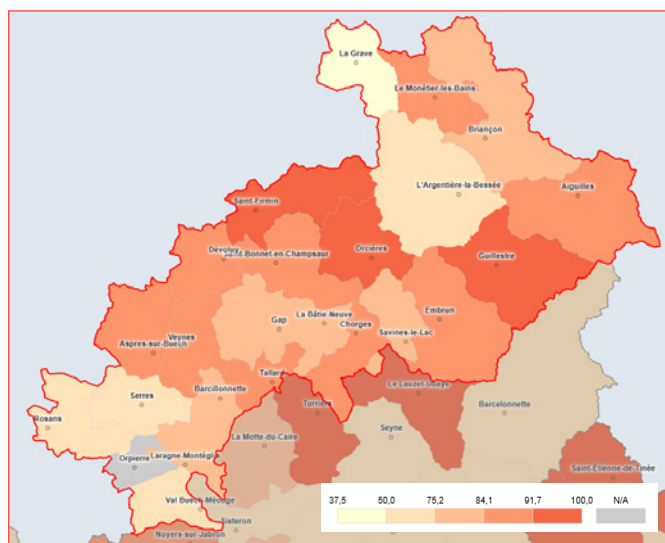 La Grave
Le Monêtier-les-Bains
Briançon
L'Argentière-la-Bessée
Aiguilles
Saint-Firmin
Dévoluy
Saint-Bonnet-en-Champsaur
Orcières
Guillestre
Gap
La Bâtie-Neuve
Chorges
Savines-le-Lac
Embrun
Veynes
Aspres-sur-Buech
Tallard
Barcillonnette
Serres
Rosans
Le Lauzet-Ubaye
Barcelonnette
Turriers
Seyne
La Motte-du-Caire
Orpierre
Laragne-Montéglin
Saint-Etienne-de-Tinée
Val Buech-Méouge
Sisteron
Noyers-sur-Jabron
37,5 50,0 75,2 84,1 91,7 100,0 N/A